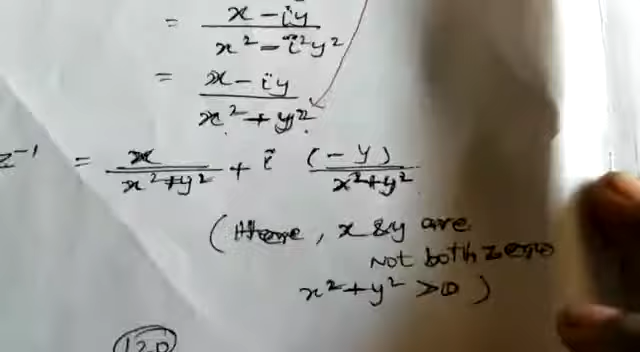 = x - iy / x² - i²y²
= x - iy / x² + y²
z⁻¹ = x / x²+y² + i (-y) / x²+y²
(Here, x & y are
not both zero
x² + y² > 0)
120